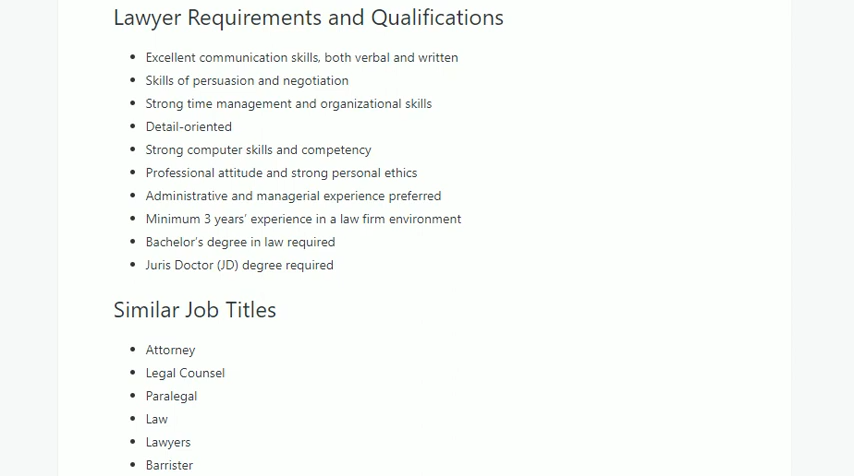 Lawyer Requirements and Qualifications
Excellent communication skills, both verbal and written
Skills of persuasion and negotiation
Strong time management and organizational skills
Detail-oriented
Strong computer skills and competency
Professional attitude and strong personal ethics
Administrative and managerial experience preferred
Minimum 3 years’ experience in a law firm environment
Bachelor’s degree in law required
Juris Doctor (JD) degree required
Similar Job Titles
Attorney
Legal Counsel
Paralegal
Law
Lawyers
Barrister